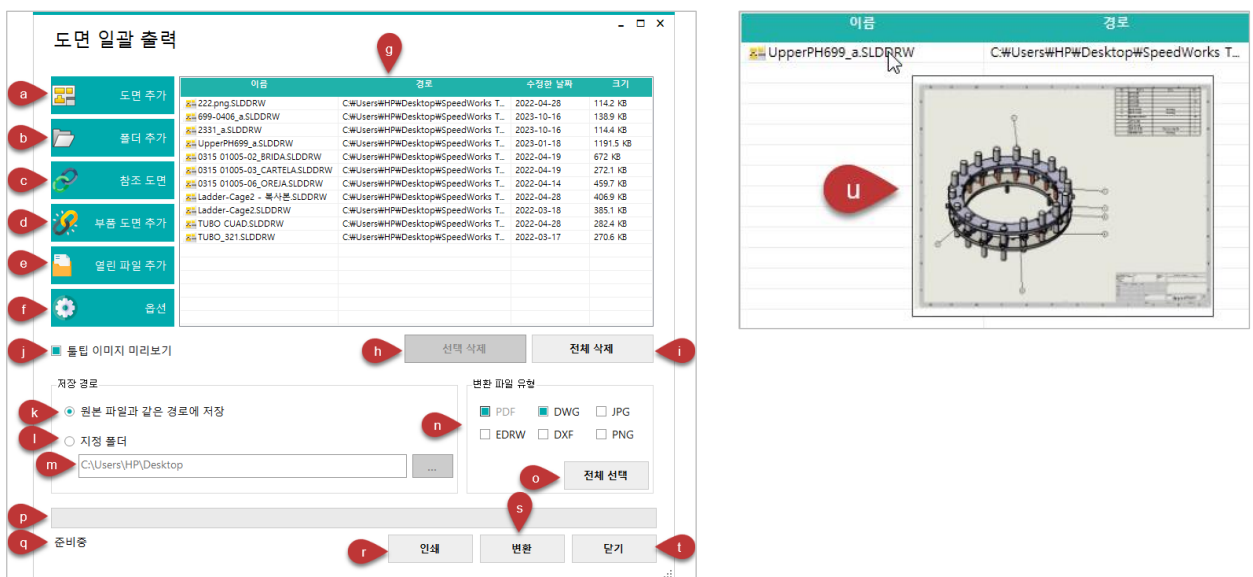 도면 일괄 출력
g
이름 경로 수정한 날짜 크기
a 도면 추가
b 폴더 추가
c 참조 도면
d 부품 도면 추가
e 열린 파일 추가
f 옵션
222.png.SLDDRW C:₩Users₩HP₩Desktop₩SpeedWorks T... 2022-04-28 114.2 KB
699-0406_a.SLDDRW C:₩Users₩HP₩Desktop₩SpeedWorks T... 2023-10-16 138.9 KB
2331_a.SLDDRW C:₩Users₩HP₩Desktop₩SpeedWorks T... 2023-10-16 114.4 KB
UpperPH699_a.SLDDRW C:₩Users₩HP₩Desktop₩SpeedWorks T... 2023-01-18 1191.5 KB
0315 01005-02_BRIDA.SLDDRW C:₩Users₩HP₩Desktop₩SpeedWorks T... 2022-04-19 672 KB
0315 01005-03_CARTELA.SLDDRW C:₩Users₩HP₩Desktop₩SpeedWorks T... 2022-04-19 272.1 KB
0315 01005-06_OREJA.SLDDRW C:₩Users₩HP₩Desktop₩SpeedWorks T... 2022-04-14 459.7 KB
Ladder-Cage2 - 복사본.SLDDRW C:₩Users₩HP₩Desktop₩SpeedWorks T... 2022-04-28 406.9 KB
Ladder-Cage2.SLDDRW C:₩Users₩HP₩Desktop₩SpeedWorks T... 2022-03-18 385.1 KB
TUBO CUAD.SLDDRW C:₩Users₩HP₩Desktop₩SpeedWorks T... 2022-04-28 282.4 KB
TUBO_321.SLDDRW C:₩Users₩HP₩Desktop₩SpeedWorks T... 2022-03-17 270.6 KB
j 툴팁 이미지 미리보기
h 선택 삭제 전체 삭제 i
저장 경로
k 원본 파일과 같은 경로에 저장
l 지정 폴더
m C:\Users\HP\Desktop ...
변환 파일 유형
n PDF DWG JPG
EDRW DXF PNG
o 전체 선택
p
q 준비중
r 인쇄 s 변환 닫기 t
이름 경로
UpperPH699_a.SLDDRW C:₩Users₩HP₩Desktop₩SpeedWorks T...
u